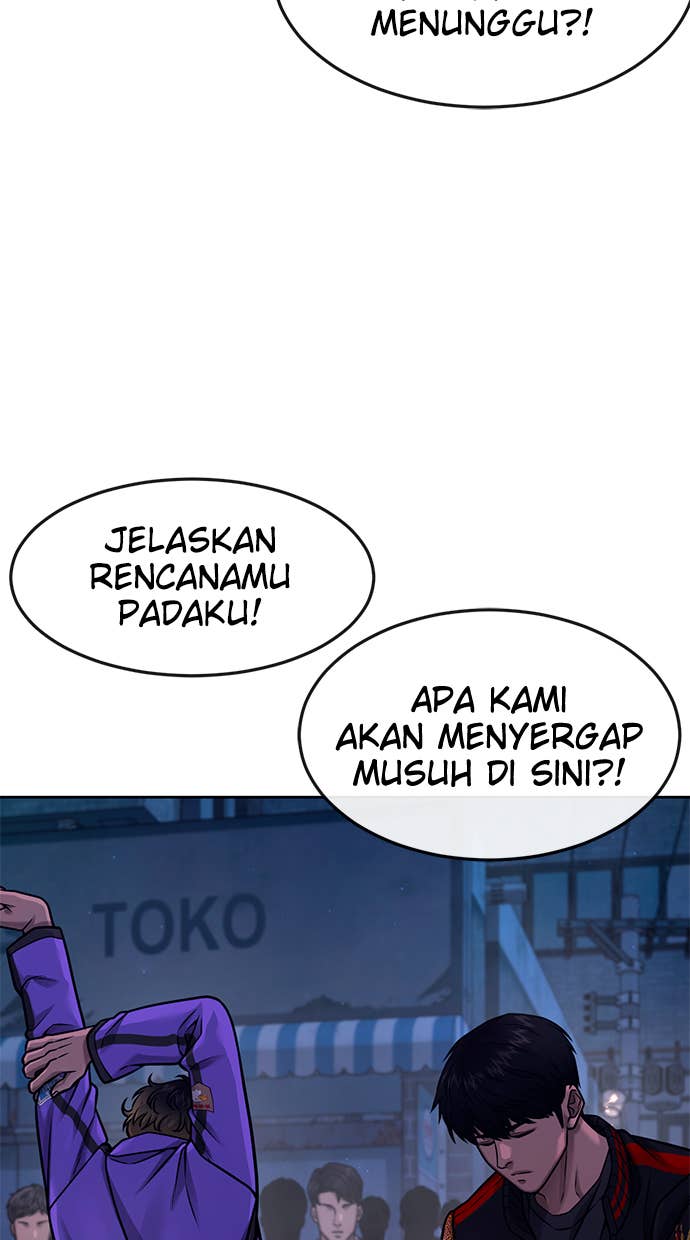 MENUNGGU?!
JELASKAN
RENCANAMU
PADAKU!
APA KAMI
AKAN MENYERGAP
MUSUH DI SINI?!
TOKO